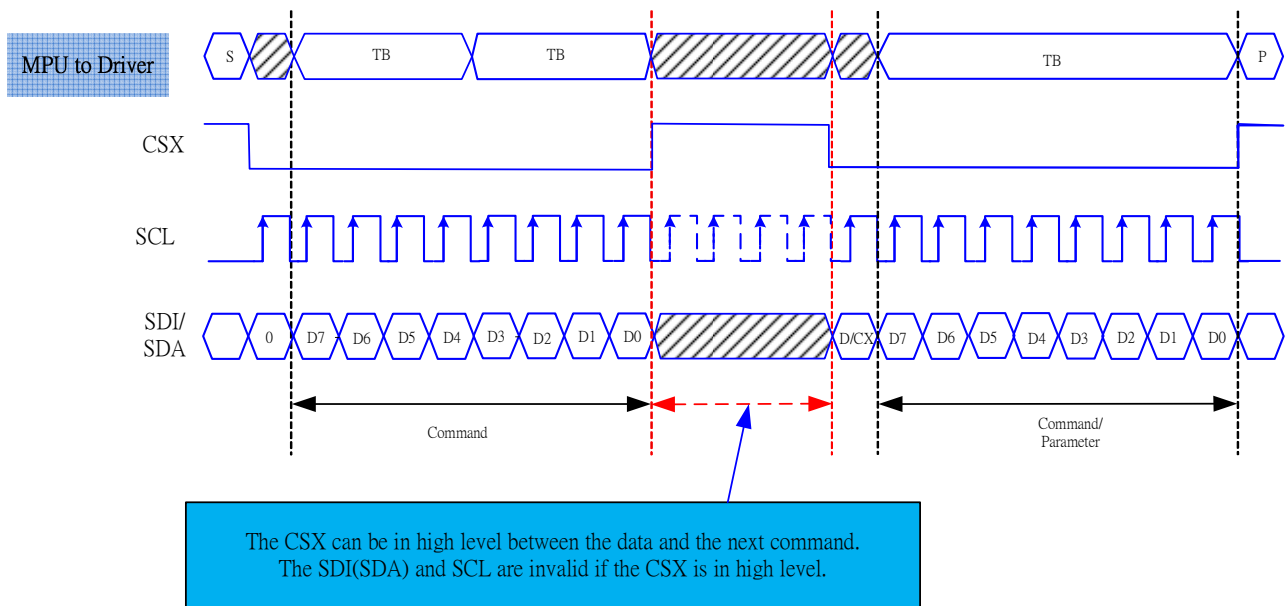 MPU to Driver
S TB TB TB P
CSX
SCL
SDI/
SDA
0 D7 D6 D5 D4 D3 D2 D1 D0 D/CX D7 D6 D5 D4 D3 D2 D1 D0
Command
Command/
Parameter
The CSX can be in high level between the data and the next command.
The SDI(SDA) and SCL are invalid if the CSX is in high level.